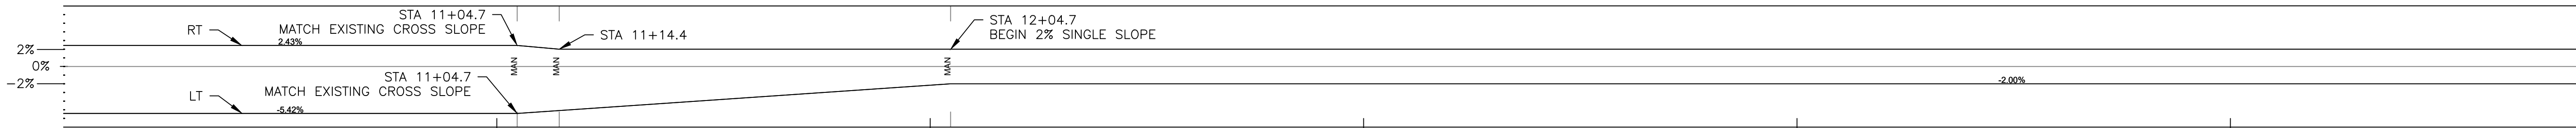 STA 11+04.7
MATCH EXISTING CROSS SLOPE
RT
2.43%
STA 11+14.4
STA 12+04.7
BEGIN 2% SINGLE SLOPE
2%
0%
-2%
MAN
MAN
MAN
STA 11+04.7
MATCH EXISTING CROSS SLOPE
LT
-5.42%
-2.00%